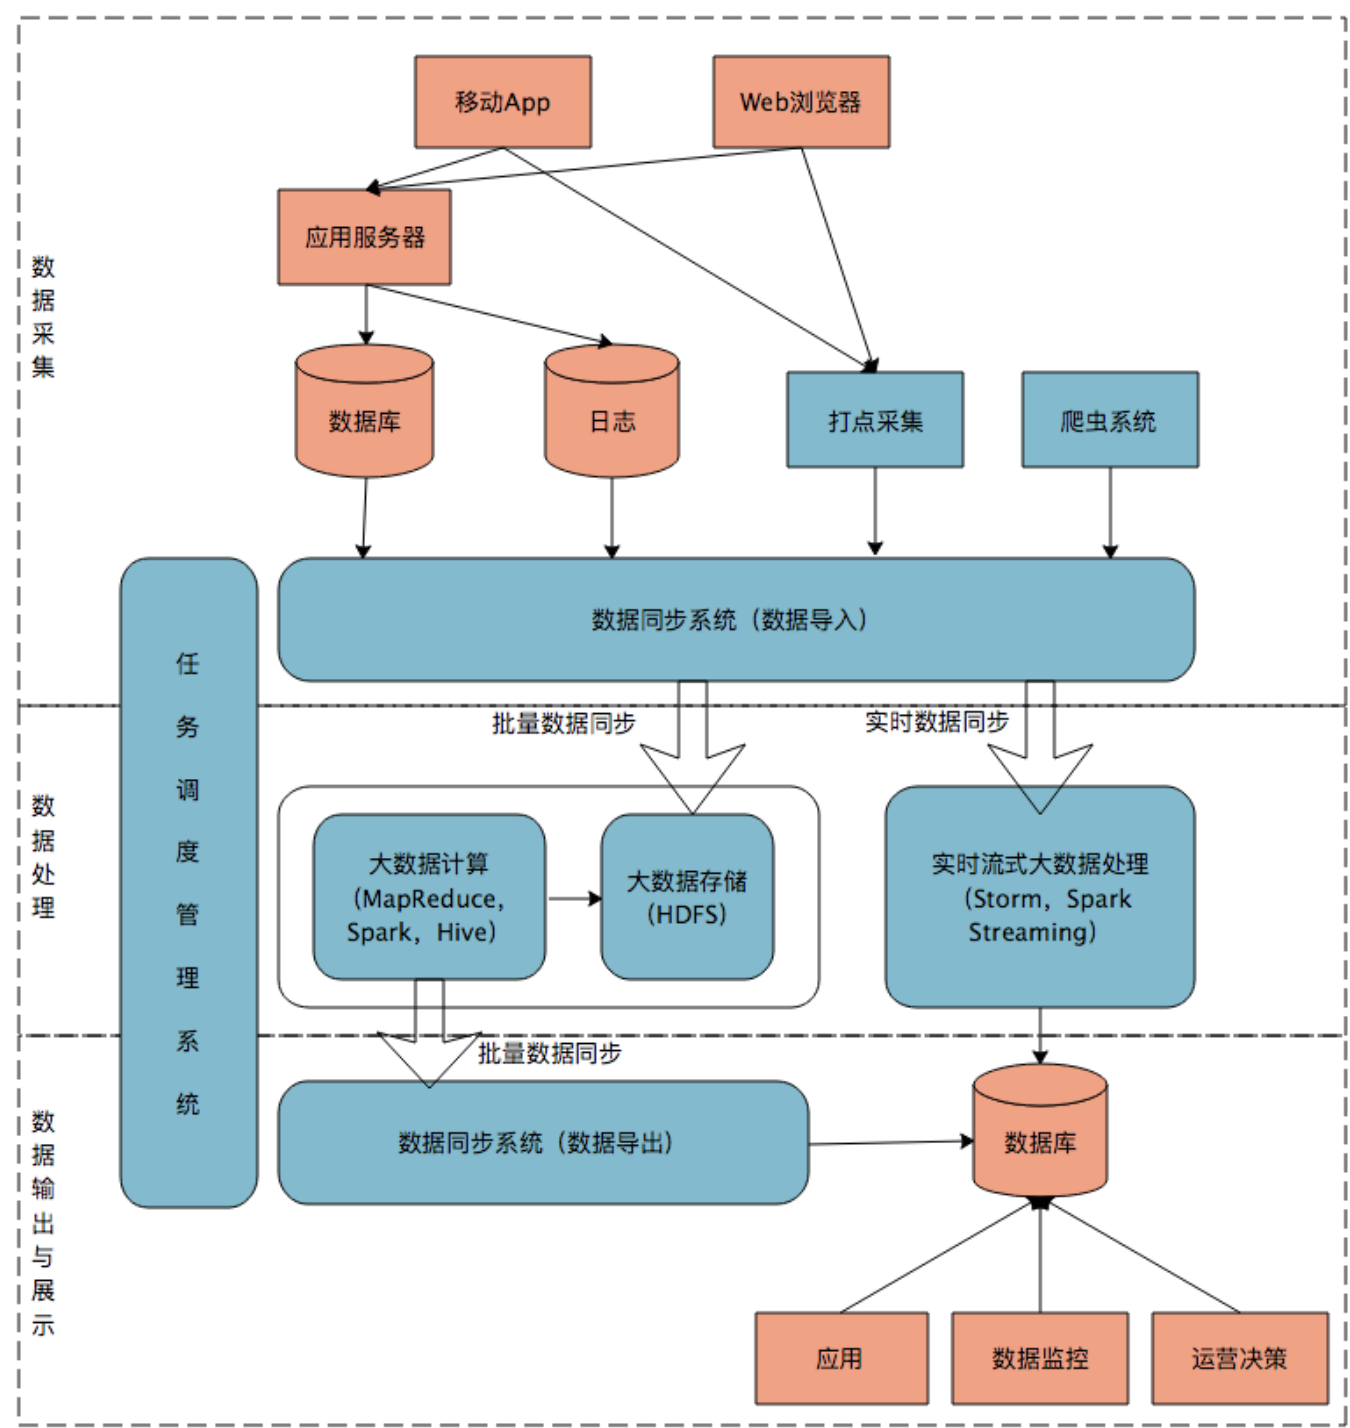 移动App
Web浏览器
应用服务器
数据采集
数据库
日志
打点采集
爬虫系统
数据同步系统（数据导入）
任务调度管理系统
批量数据同步
实时数据同步
数据处理
大数据计算
（MapReduce，
Spark，Hive）
大数据存储
（HDFS）
实时流式大数据处理
（Storm，Spark
Streaming）
批量数据同步
数据输出与展示
数据同步系统（数据导出）
数据库
应用
数据监控
运营决策